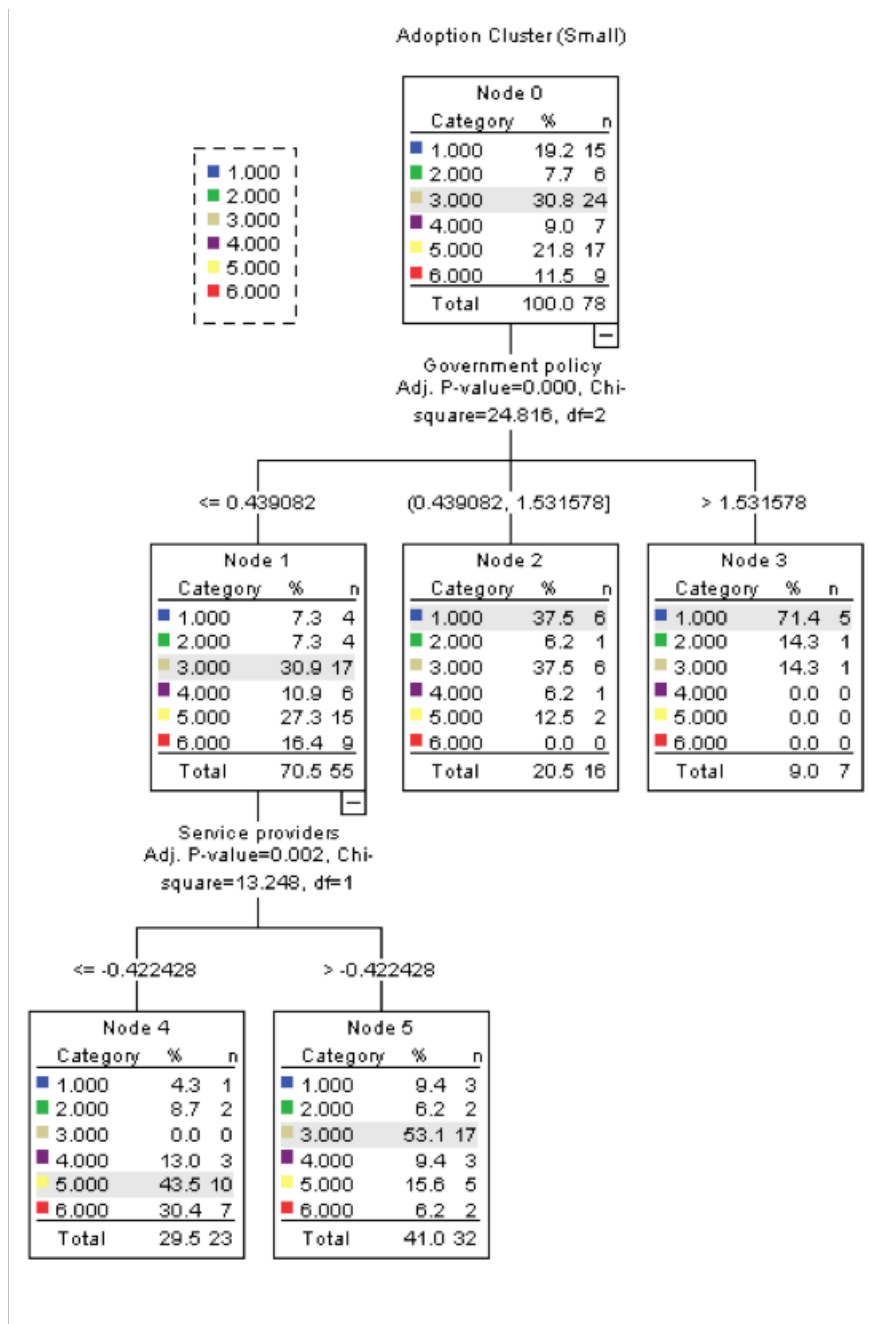 Adoption Cluster (Small)
1.000
2.000
3.000
4.000
5.000
6.000
Node 0
Category % n
1.000 19.2 15
2.000 7.7 6
3.000 30.8 24
4.000 9.0 7
5.000 21.8 17
6.000 11.5 9
Total 100.0 78
Government policy
Adj. P-value=0.000, Chi-
square=24.816, df=2
<= 0.439082
(0.439082, 1.531578]
> 1.531578
Node 1
Category % n
1.000 7.3 4
2.000 7.3 4
3.000 30.9 17
4.000 10.9 6
5.000 27.3 15
6.000 16.4 9
Total 70.5 55
Node 2
Category % n
1.000 37.5 6
2.000 6.2 1
3.000 37.5 6
4.000 6.2 1
5.000 12.5 2
6.000 0.0 0
Total 20.5 16
Node 3
Category % n
1.000 71.4 5
2.000 14.3 1
3.000 14.3 1
4.000 0.0 0
5.000 0.0 0
6.000 0.0 0
Total 9.0 7
Service providers
Adj. P-value=0.002, Chi-
square=13.248, df=1
<= -0.422428
> -0.422428
Node 4
Category % n
1.000 4.3 1
2.000 8.7 2
3.000 0.0 0
4.000 13.0 3
5.000 43.5 10
6.000 30.4 7
Total 29.5 23
Node 5
Category % n
1.000 9.4 3
2.000 6.2 2
3.000 53.1 17
4.000 9.4 3
5.000 15.6 5
6.000 6.2 2
Total 41.0 32